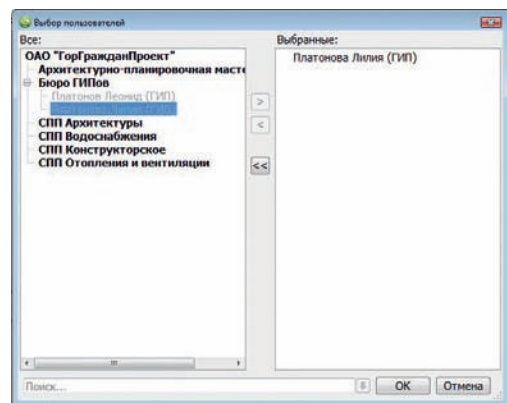 Выбор пользователей
Все:
ОАО "ГорГражданПроект"
Архитектурно-планировочная масте
Бюро ГИПов
Платонов Леонид (ГИП)
СПП Архитектуры
СПП Водоснабжения
СПП Конструкторское
СПП Отопления и вентиляции
>
<
<<
Выбранные:
Платонова Лилия (ГИП)
Поиск...
OK
Отмена